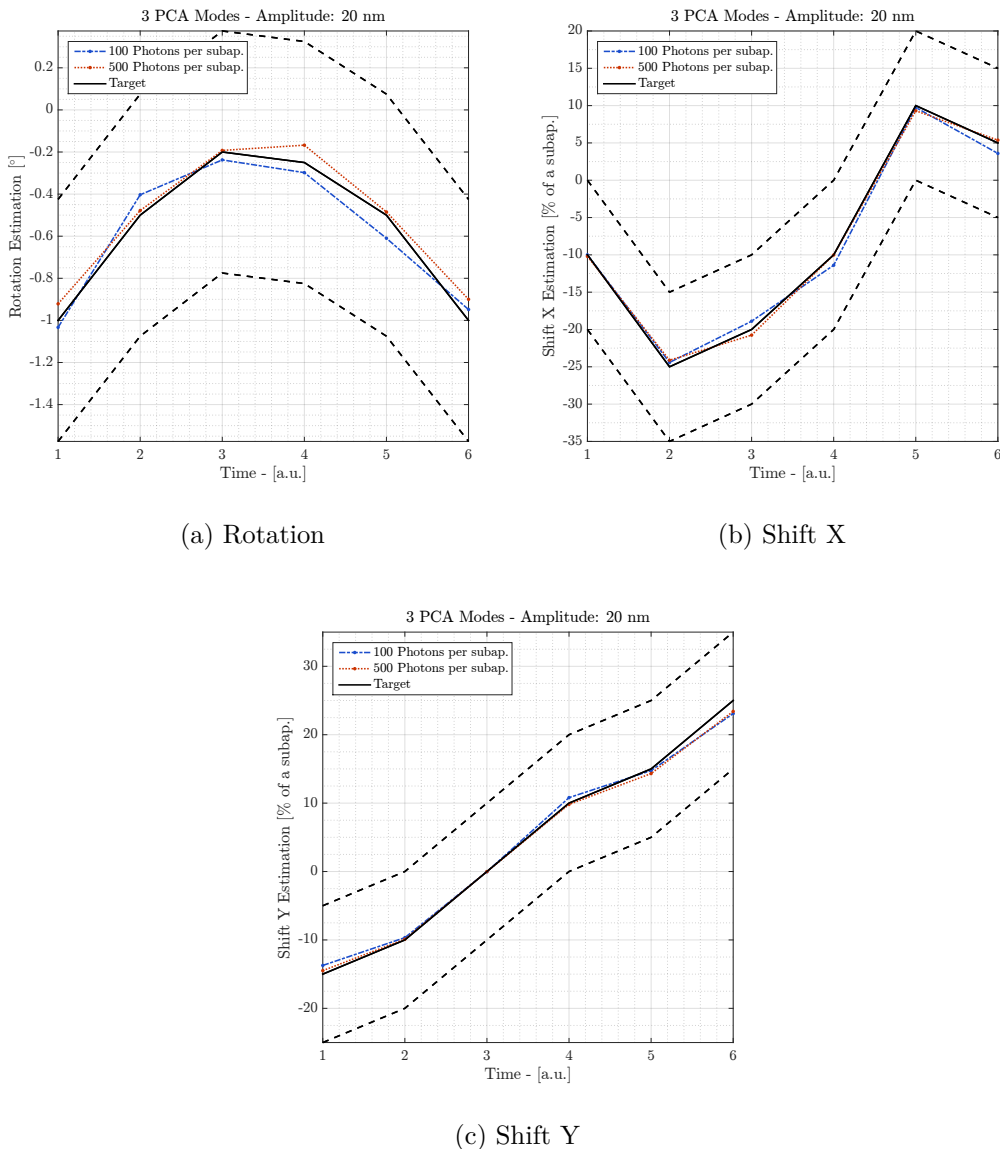 3 PCA Modes - Amplitude: 20 nm
100 Photons per subap.
500 Photons per subap.
Target
Rotation Estimation [°]
0.2
0
-0.2
-0.4
-0.6
-0.8
-1
-1.2
-1.4
1 2 3 4 5 6
Time - [a.u.]
(a) Rotation
3 PCA Modes - Amplitude: 20 nm
100 Photons per subap.
500 Photons per subap.
Target
Shift X Estimation [% of a subap.]
20
15
10
5
0
-5
-10
-15
-20
-25
-30
-35
1 2 3 4 5 6
Time - [a.u.]
(b) Shift X
3 PCA Modes - Amplitude: 20 nm
100 Photons per subap.
500 Photons per subap.
Target
Shift Y Estimation [% of a subap.]
30
20
10
0
-10
-20
1 2 3 4 5 6
Time - [a.u.]
(c) Shift Y